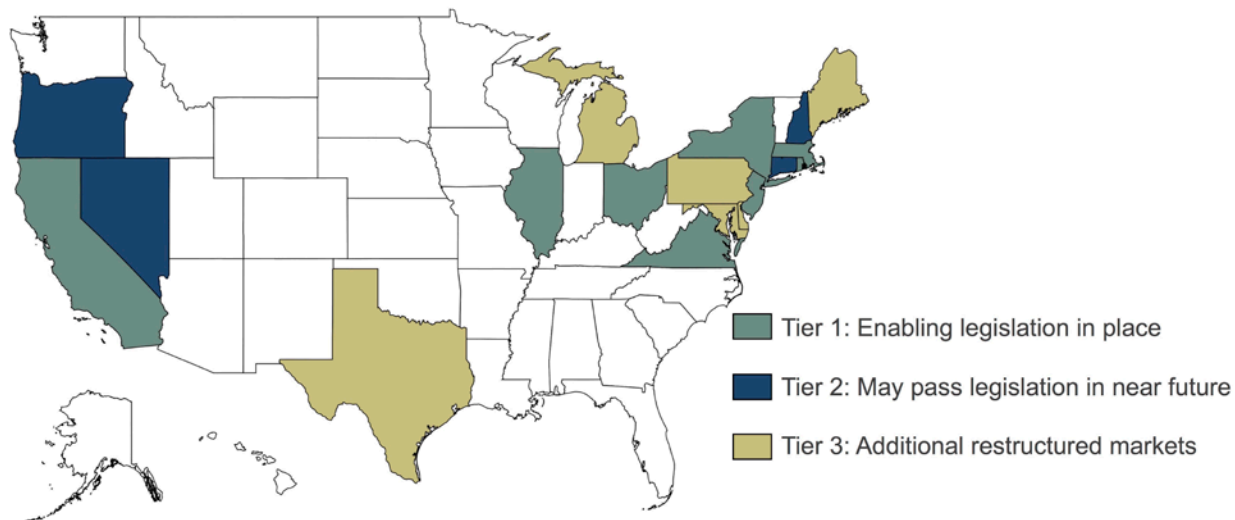 Tier 1: Enabling legislation in place
Tier 2: May pass legislation in near future
Tier 3: Additional restructured markets